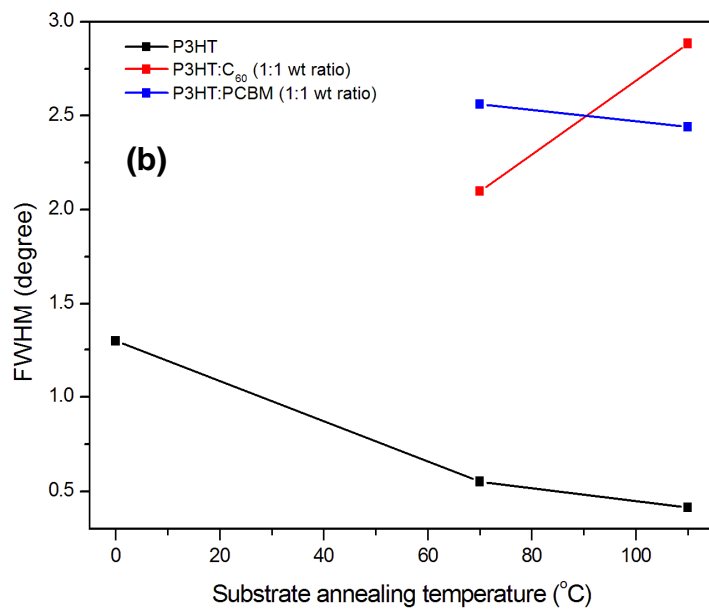 3.0
P3HT
P3HT:C₆₀ (1:1 wt ratio)
P3HT:PCBM (1:1 wt ratio)
2.5
(b)
2.0
FWHM (degree)
1.5
1.0
0.5
0 20 40 60 80 100
Substrate annealing temperature (°C)